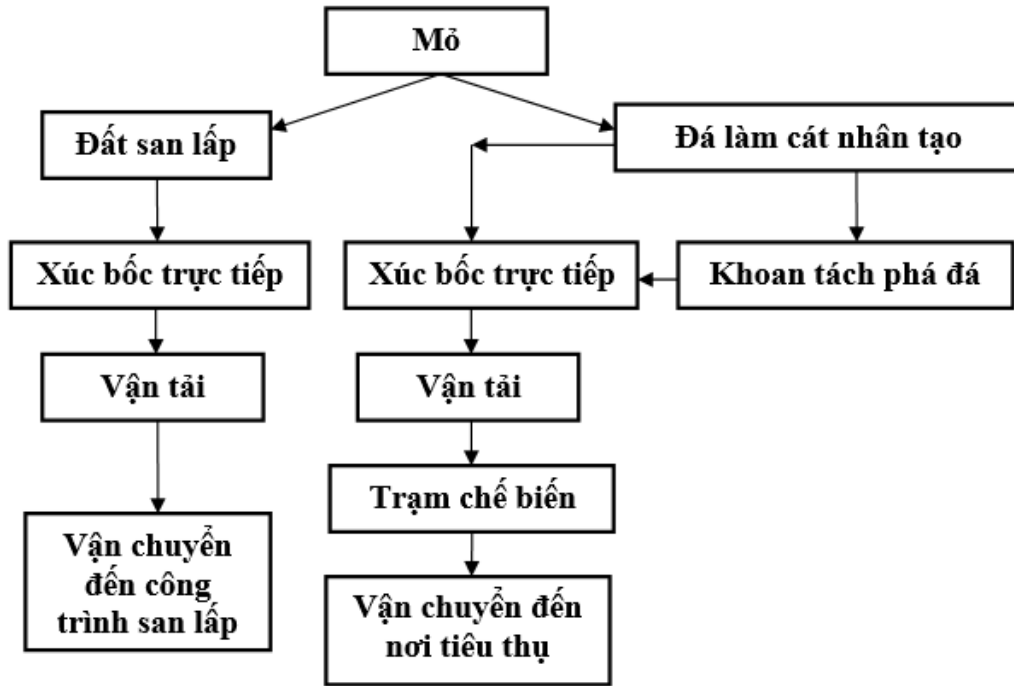 Mỏ
Đất san lấp
Đá làm cát nhân tạo
Xúc bốc trực tiếp
Xúc bốc trực tiếp
Khoan tách phá đá
Vận tải
Vận tải
Trạm chế biến
Vận chuyển
đến công
trình san lấp
Vận chuyển đến
nơi tiêu thụ